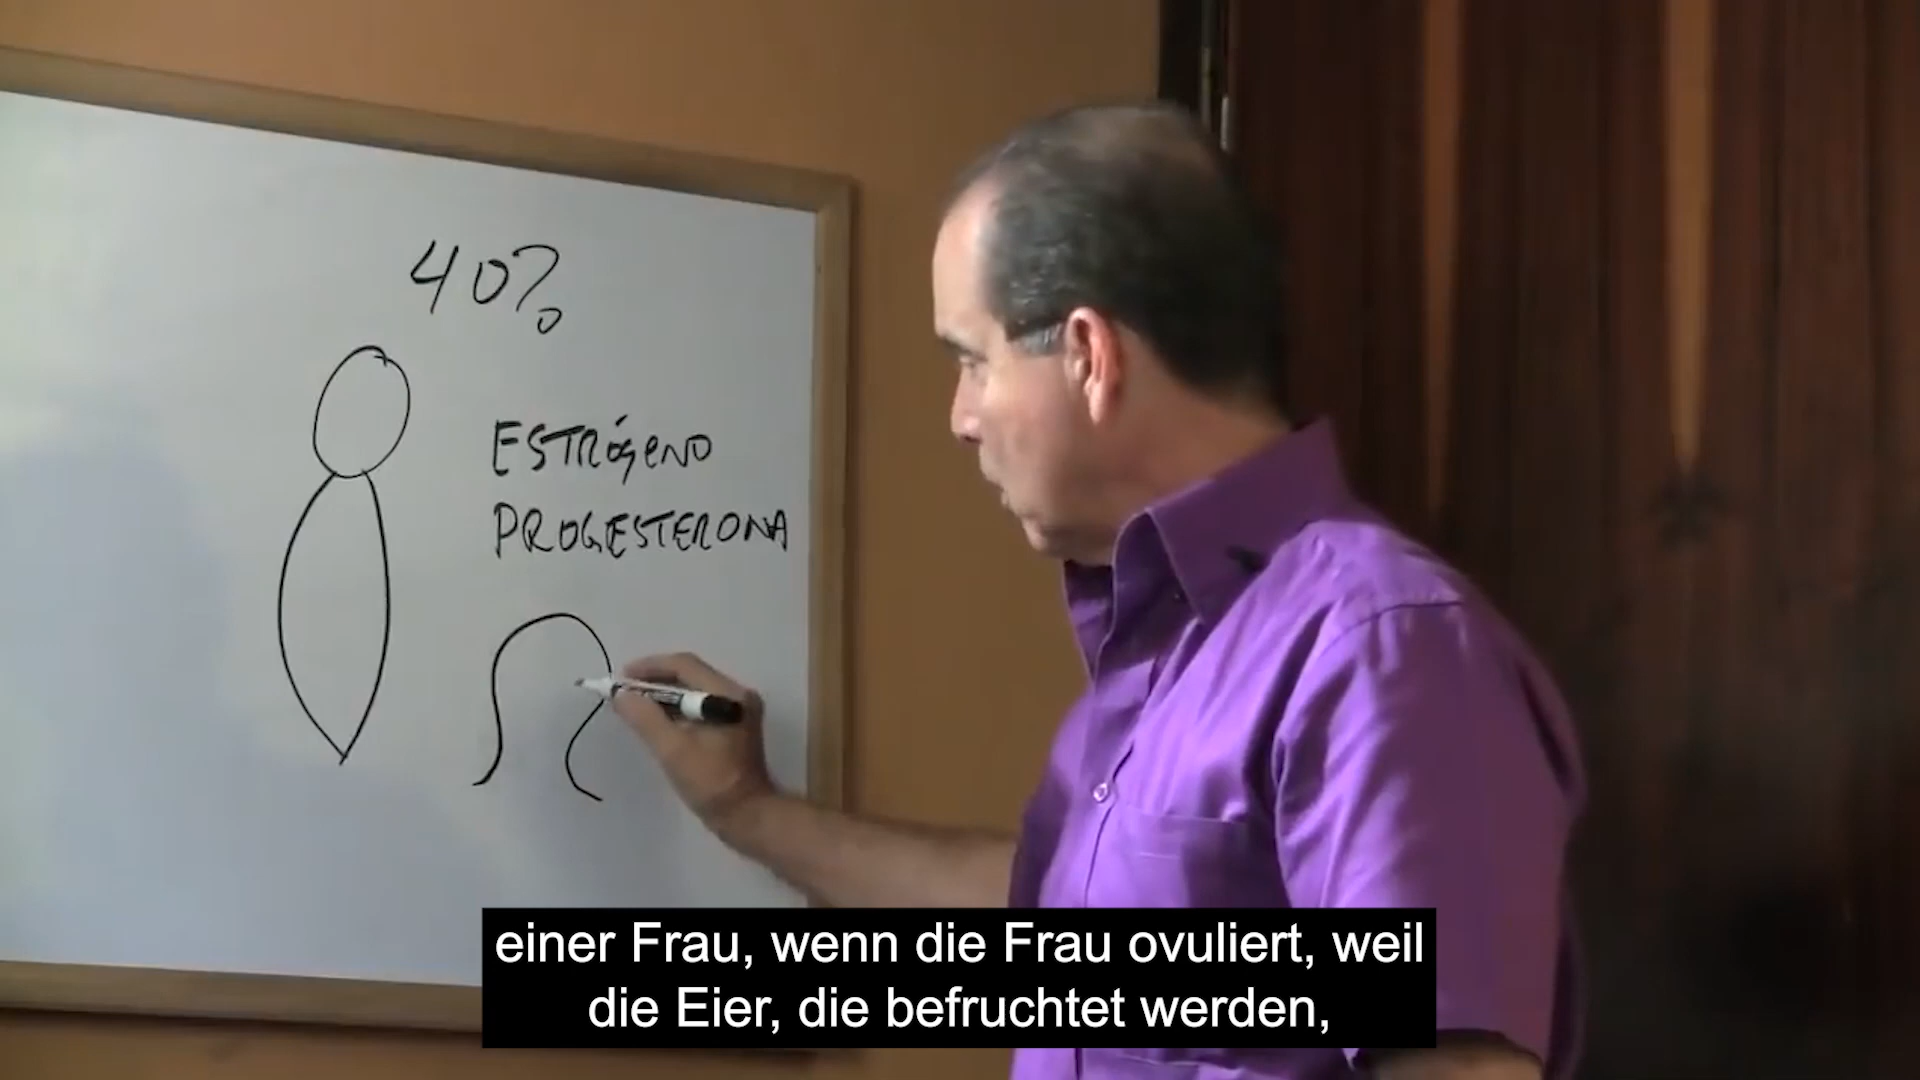 40%
ESTRÓGENO
PROGESTERONA
einer Frau, wenn die Frau ovuliert, weil
die Eier, die befruchtet werden,